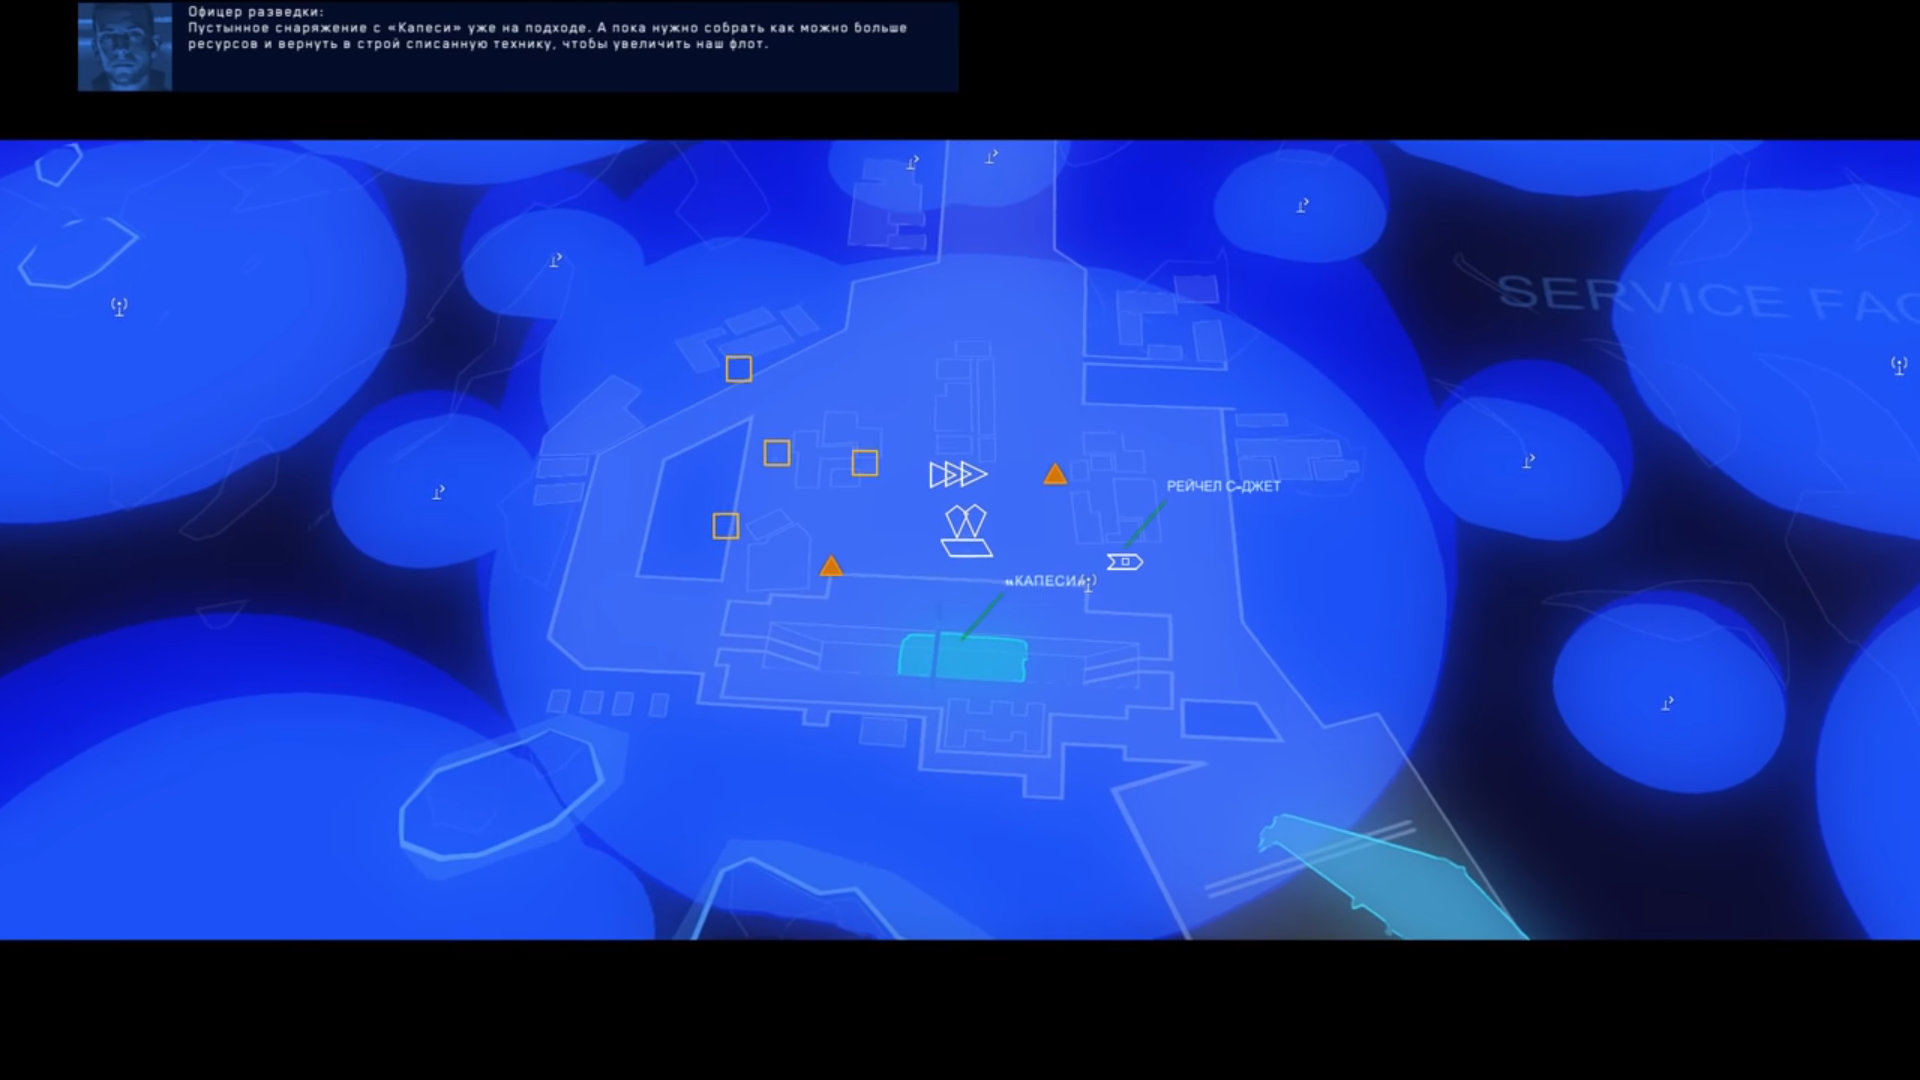 Офицер разведки:
Пустынное снаряжение с «Капеси» уже на подходе. А пока нужно собрать как можно больше
ресурсов и вернуть в строй списанную технику, чтобы увеличить наш флот.
SERVICE FAC
РЕЙЧЕЛ С-ДЖЕТ
«КАПЕСИ»